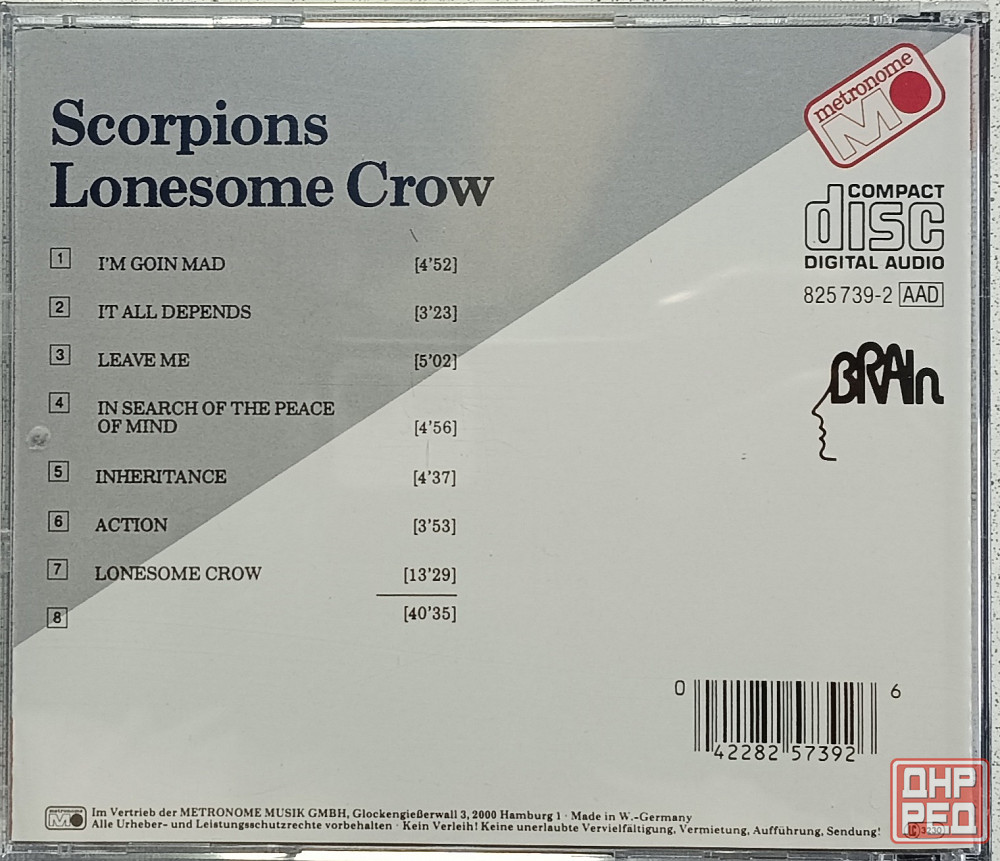 metronome
M
Scorpions
Lonesome Crow
COMPACT
disc
DIGITAL AUDIO
825 739-2 AAD
BRAIn
1 I'M GOIN MAD [4'52]
2 IT ALL DEPENDS [3'23]
3 LEAVE ME [5'02]
4 IN SEARCH OF THE PEACE
OF MIND [4'56]
5 INHERITANCE [4'37]
6 ACTION [3'53]
7 LONESOME CROW [13'29]
8 [40'35]
0 42282 57392 6
metronome
M
Im Vertrieb der METRONOME MUSIK GMBH, Glockengießerwall 3, 2000 Hamburg 1 · Made in W.-Germany
Alle Urheber- und Leistungsschutzrechte vorbehalten · Kein Verleih! Keine unerlaubte Vervielfältigung, Vermietung, Aufführung, Sendung!
ДНР
РЕД